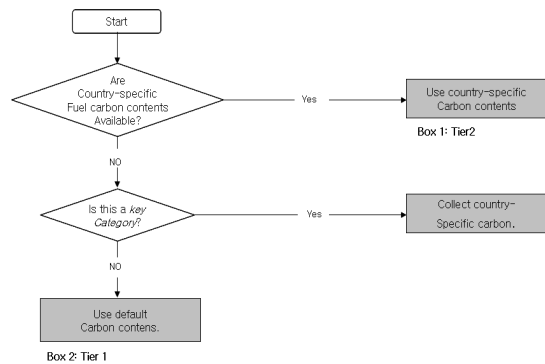 Start
Are
Country-specific
Fuel carbon contents
Available?
Yes
Use country-specific
Carbon contents
Box 1: Tier2
NO
Is this a key
Category?
Yes
Collect country-
Specific carbon.
NO
Use default
Carbon contens.
Box 2: Tier 1